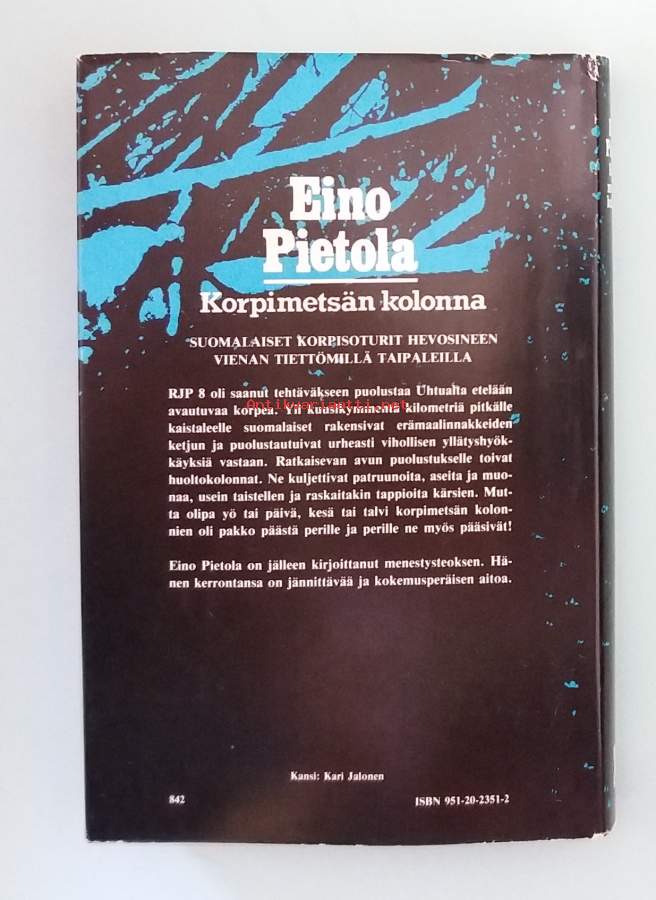 Eino
Pietola
Korpimetsän kolonna
SUOMALAISET KORPISOTURIT HEVOSINEEN
VIENAN TIETTÖMILLÄ TAIPALEILLA
RJP 8 oli saanut tehtäväkseen puolustaa Uhtualta etelään
avautuvaa korpea. Yli kuusikymmentä kilometriä pitkälle
Antikvariaatti.net
kaistaleelle suomalaiset rakensivat erämaalinnakkeiden
ketjun ja puolustautuivat urheasti vihollisen yllätyshyök-
käyksiä vastaan. Ratkaisevan avun puolustukselle toivat
huoltokolonnat. Ne kuljettivat patruunoita, aseita ja muo-
naa, usein taistellen ja raskaitakin tappioita kärsien. Mut-
ta olipa yö tai päivä, kesä tai talvi korpimetsän kolon-
nien oli pakko päästä perille ja perille ne myös pääsivät!
Eino Pietola on jälleen kirjoittanut menestysteoksen. Hä-
nen kerrontansa on jännittävää ja kokemusperäisen aitoa.
Kansi: Kari Jalonen
842
ISBN 951-20-2351-2